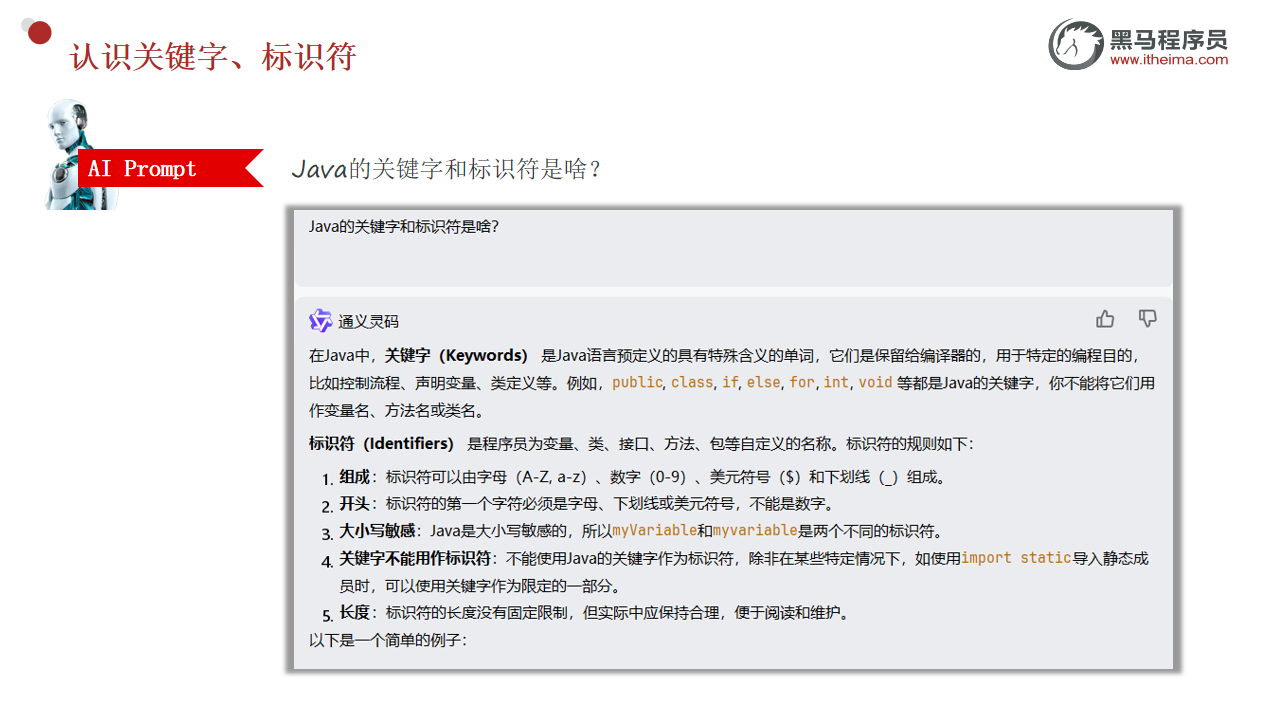 认识关键字、标识符
黑马程序员
www.itheima.com
AI Prompt
Java的关键字和标识符是啥？
Java的关键字和标识符是啥？
通义灵码
在Java中，关键字（Keywords） 是Java语言预定义的具有特殊含义的单词，它们是保留给编译器的，用于特定的编程目的，
比如控制流程、声明变量、类定义等。例如，public, class, if, else, for, int, void 等都是Java的关键字，你不能将它们用
作变量名、方法名或类名。
标识符（Identifiers） 是程序员为变量、类、接口、方法、包等自定义的名称。标识符的规则如下：
1. 组成：标识符可以由字母（A-Z, a-z）、数字（0-9）、美元符号（$）和下划线（_）组成。
2. 开头：标识符的第一个字符必须是字母、下划线或美元符号，不能是数字。
3. 大小写敏感：Java是大小写敏感的，所以myVariable和myvariable是两个不同的标识符。
4. 关键字不能用作标识符：不能使用Java的关键字作为标识符，除非在某些特定情况下，如使用import static导入静态成
员时，可以使用关键字作为限定的一部分。
5. 长度：标识符的长度没有固定限制，但实际中应保持合理，便于阅读和维护。
以下是一个简单的例子：